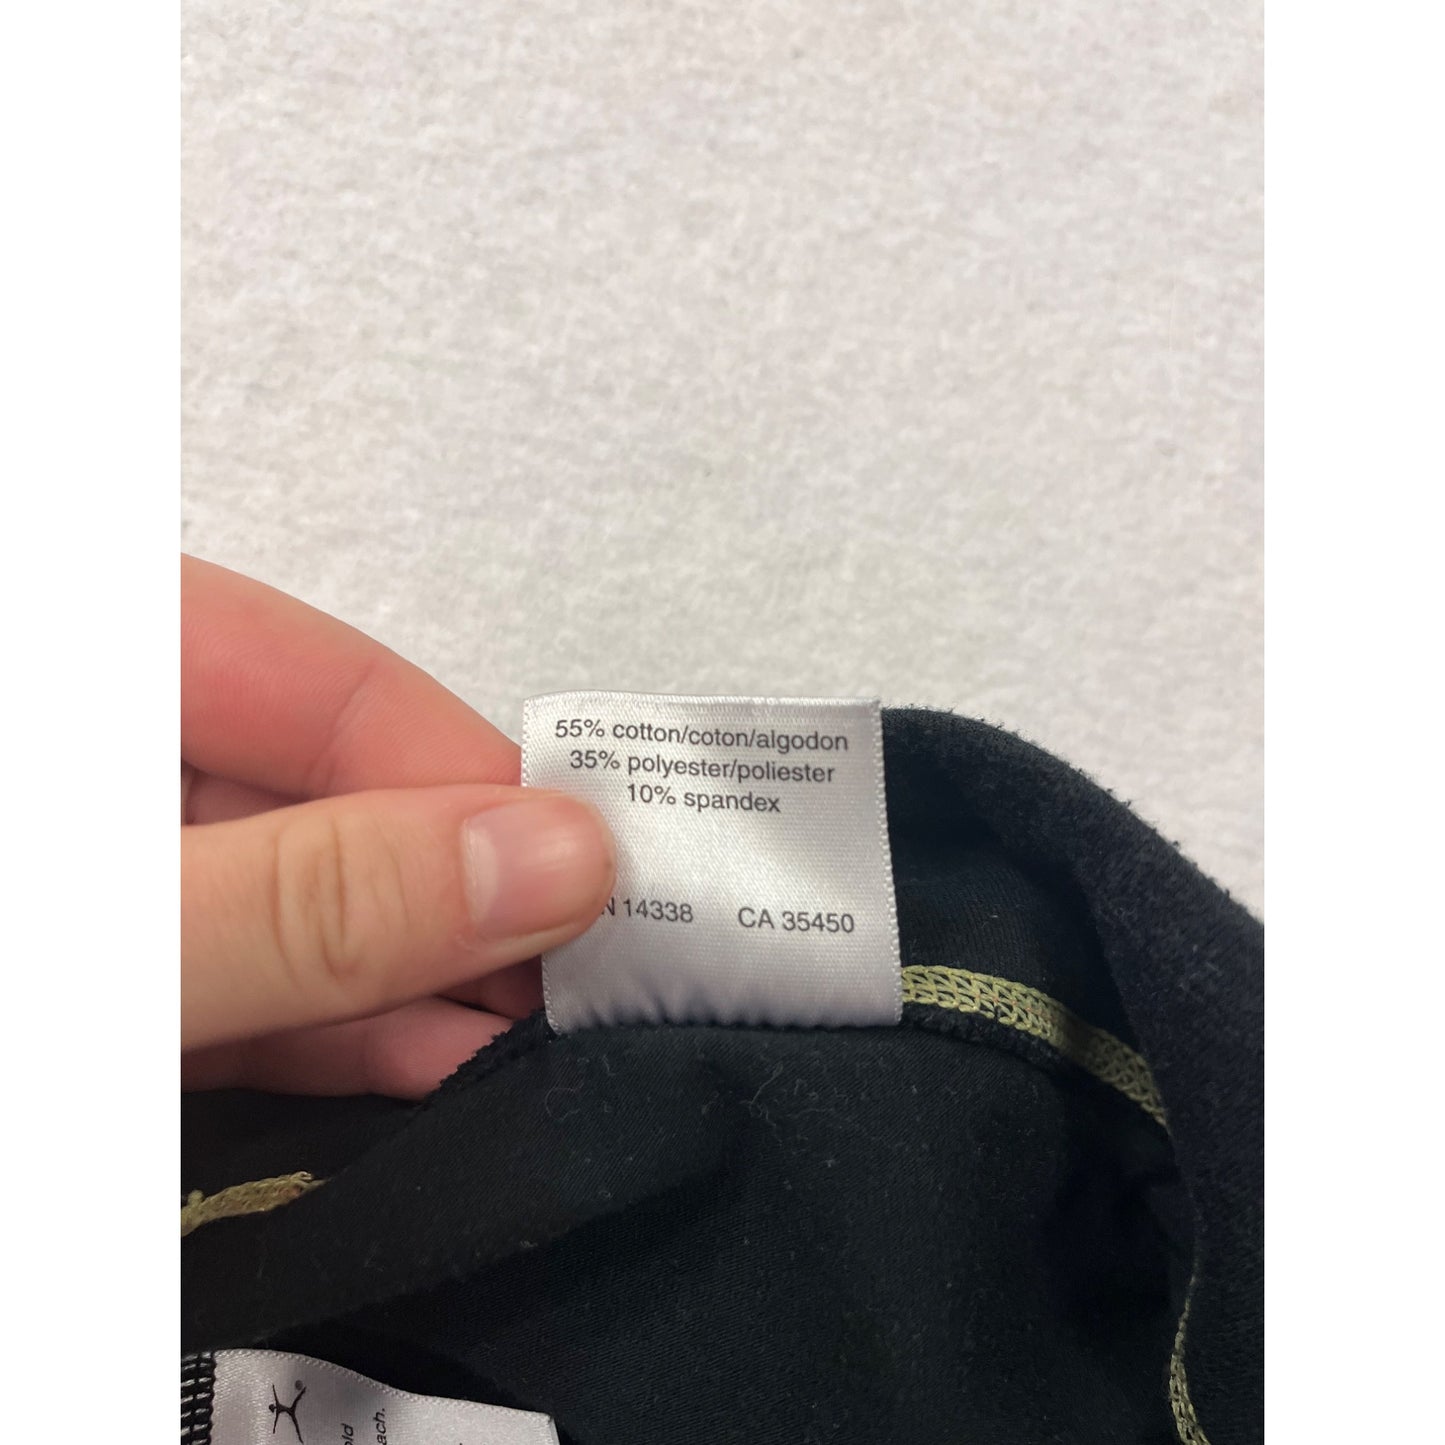 55% cotton/coton/algodon
35% polyester/poliester
10% spandex
N 14338 CA 35450
®